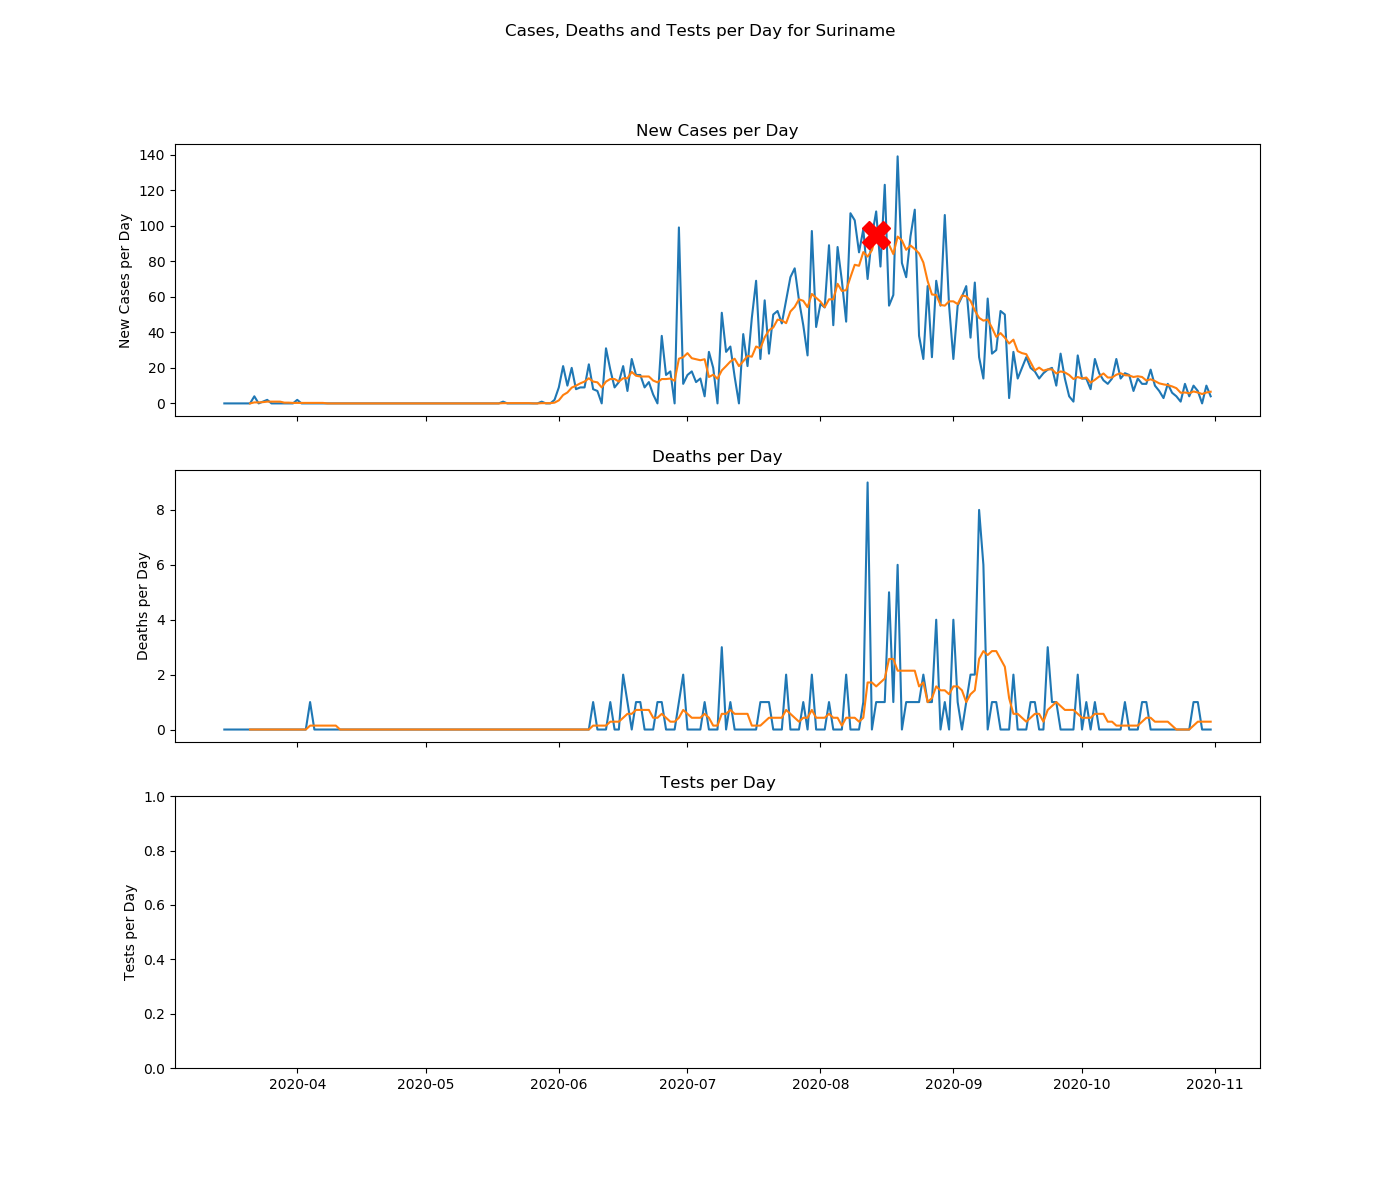 Cases, Deaths and Tests per Day for Suriname
New Cases per Day
New Cases per Day
140
120
100
80
60
40
20
0
Deaths per Day
Deaths per Day
8
6
4
2
0
Tests per Day
Tests per Day
1.0
0.8
0.6
0.4
0.2
0.0
2020-04 2020-05 2020-06 2020-07 2020-08 2020-09 2020-10 2020-11